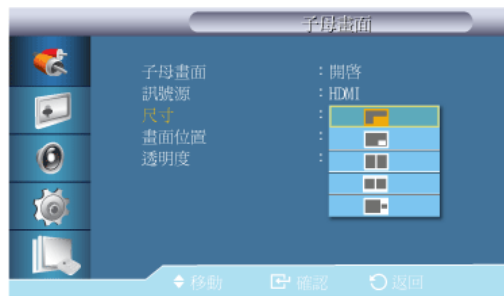 子母畫面
子母畫面 : 開啓
訊號源 : HDMI
尺寸 :
畫面位置 :
透明度 :
移動 確認 返回